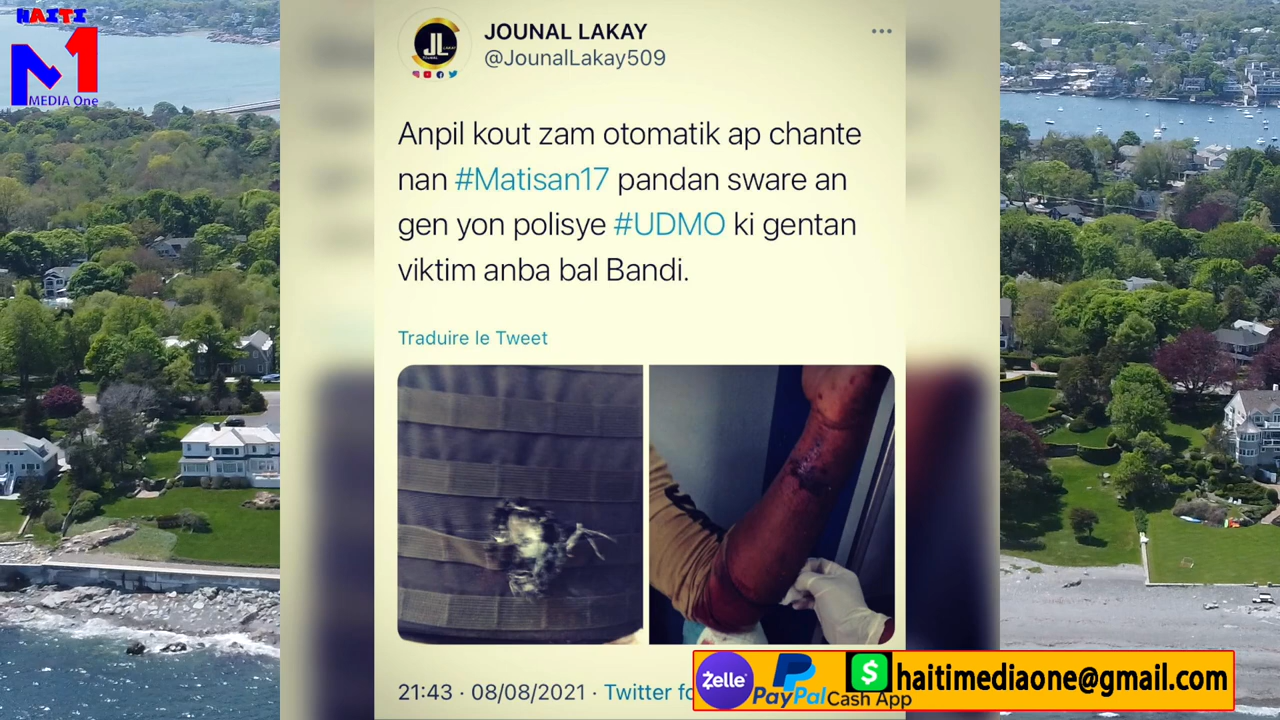 HAITI
M1
MEDIA One
JL
JOUNAL LAKAY
@JounalLakay509
Anpil kout zam otomatik ap chante
nan #Matisan17 pandan sware an
gen yon polisye #UDMO ki gentan
viktim anba bal Bandi.
Traduire le Tweet
21:43 · 08/08/2021 · Twitter fo
Zelle
PayPal
$
Cash App
haitimediaone@gmail.com